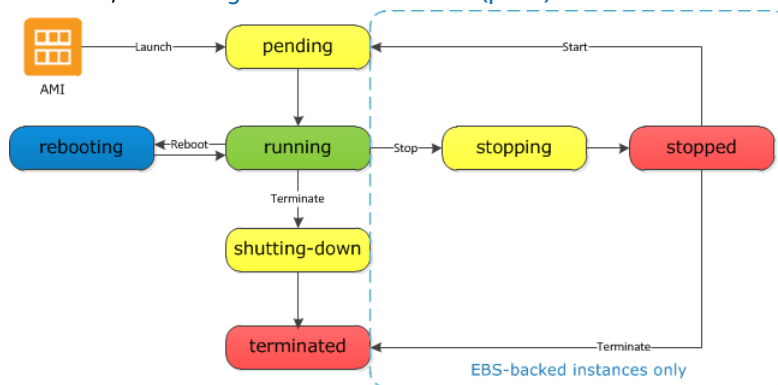 pending
Launch
Start
AMI
rebooting
Reboot
running
Stop
stopping
stopped
Terminate
shutting-down
terminated
Terminate
EBS-backed instances only